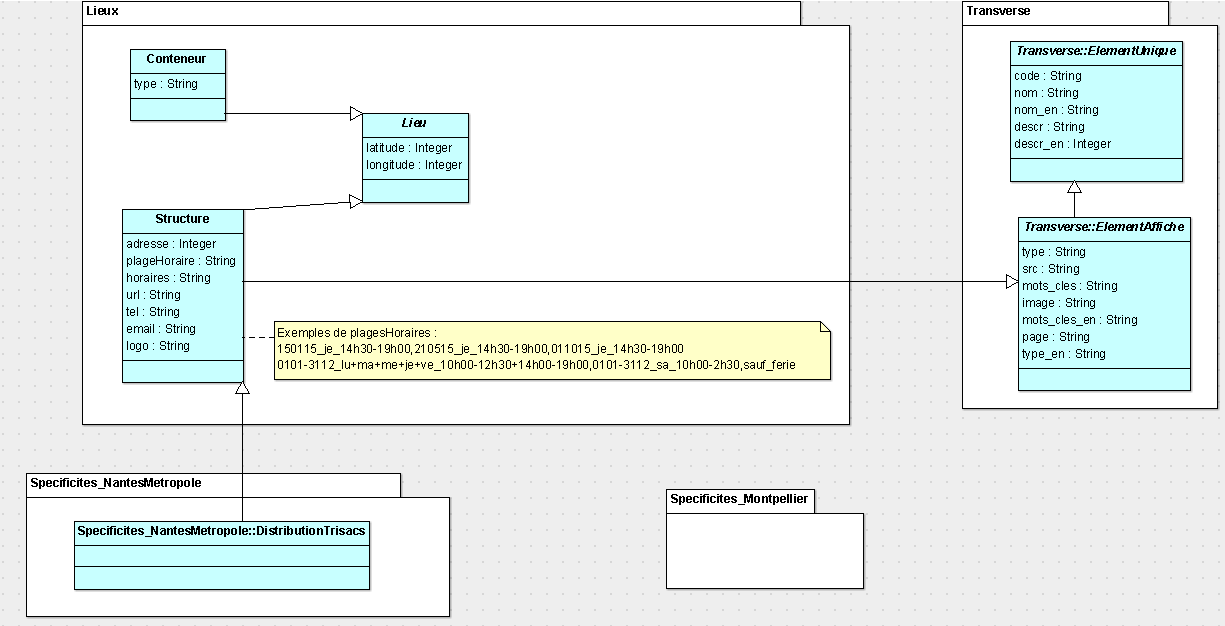 Lieux
Conteneur
type : String
Lieu
latitude : Integer
longitude : Integer
Structure
adresse : Integer
plageHoraire : String
horaires : String
url : String
tel : String
email : String
logo : String
Exemples de plagesHoraires :
150115_je_14h30-19h00,210515_je_14h30-19h00,011015_je_14h30-19h00
0101-3112_lu+ma+me+je+ve_10h00-12h30+14h00-19h00,0101-3112_sa_10h00-2h30,sauf_ferie
Transverse
Transverse::ElementUnique
code : String
nom : String
nom_en : String
descr : String
descr_en : Integer
Transverse::ElementAffiche
type : String
src : String
mots_cles : String
image : String
mots_cles_en : String
page : String
type_en : String
Specificites_NantesMetropole
Specificites_NantesMetropole::DistributionTrisacs
Specificites_Montpellier